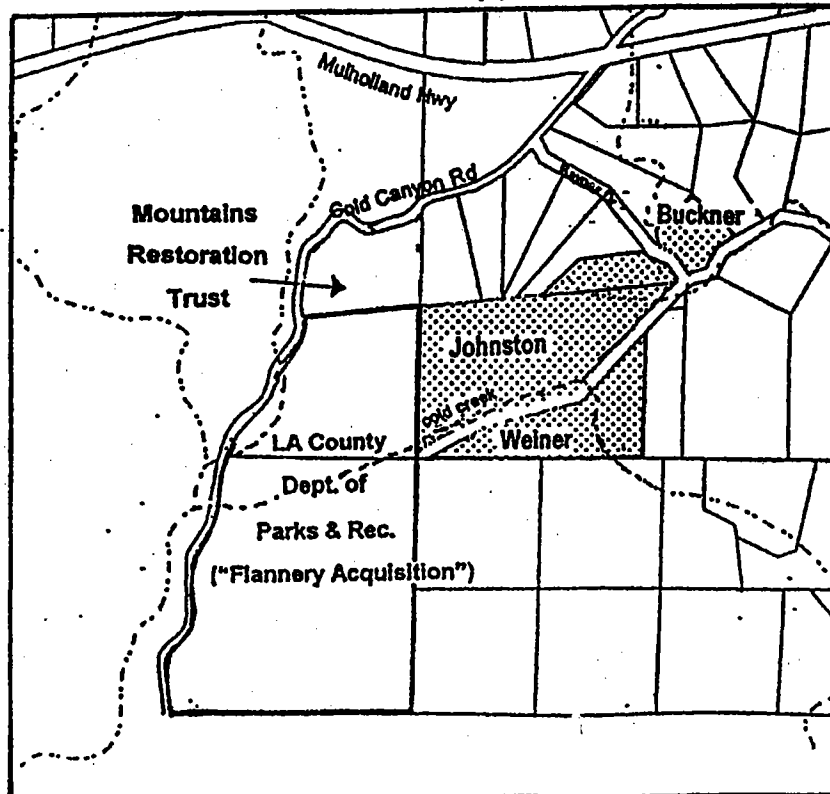 Mulholland Hwy
Cold Canyon Rd
Mountains
Restoration
Trust
Buckner
Johnston
cold creek
Weiner
LA County
Dept. of
Parks & Rec.
("Flannery Acquisition")